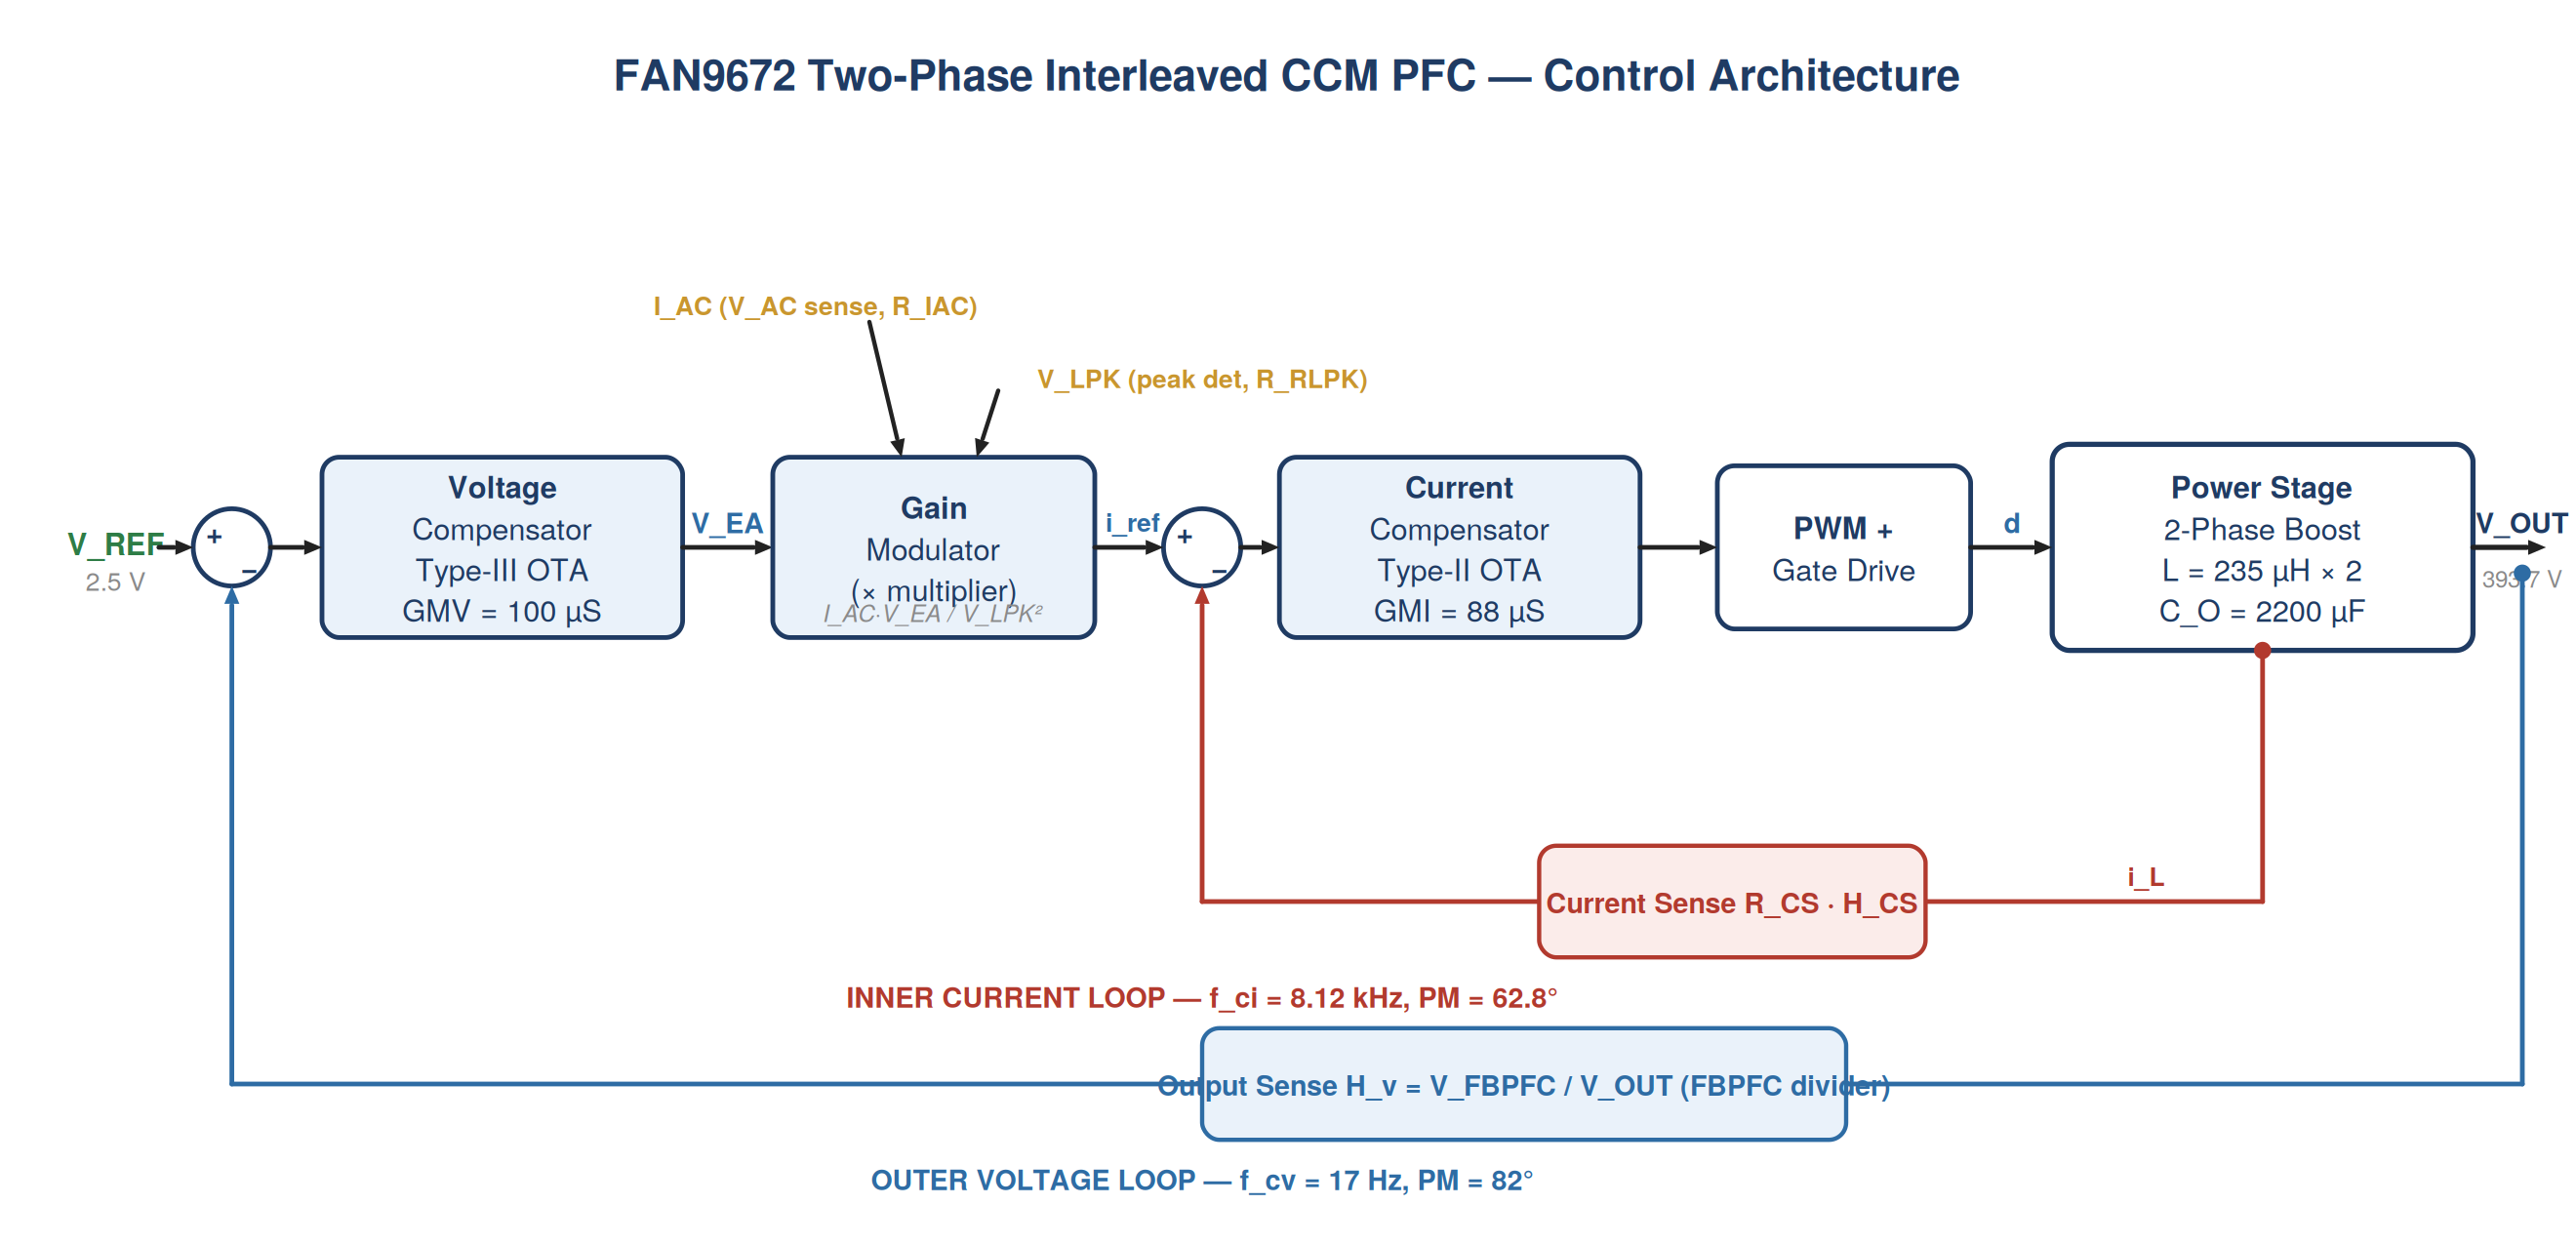 FAN9672 Two-Phase Interleaved CCM PFC — Control Architecture
I_AC (V_AC sense, R_IAC)
V_LPK (peak det, R_RLPK)
V_REF
2.5 V
+
−
Voltage
Compensator
Type-III OTA
GMV = 100 µS
V_EA
Gain
Modulator
(× multiplier)
I_AC·V_EA / V_LPK²
i_ref
+
−
Current
Compensator
Type-II OTA
GMI = 88 µS
PWM +
Gate Drive
d
Power Stage
2-Phase Boost
L = 235 µH × 2
C_O = 2200 µF
V_OUT
393.7 V
Current Sense R_CS · H_CS
i_L
INNER CURRENT LOOP — f_ci = 8.12 kHz, PM = 62.8°
Output Sense H_v = V_FBPFC / V_OUT (FBPFC divider)
OUTER VOLTAGE LOOP — f_cv = 17 Hz, PM = 82°